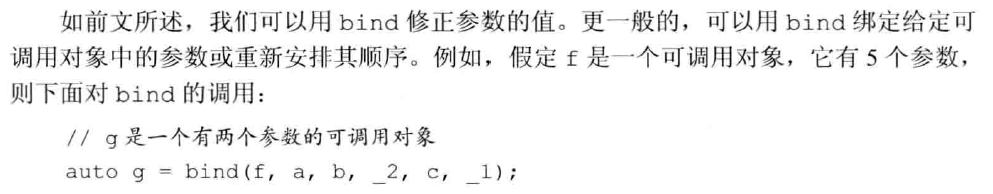 如前文所述，我们可以用 bind 修正参数的值。更一般的，可以用 bind 绑定给定可
调用对象中的参数或重新安排其顺序。例如，假定 f 是一个可调用对象，它有 5 个参数，
则下面对 bind 的调用：
// g是一个有两个参数的可调用对象
auto g = bind(f, a, b, _2, c, _1);